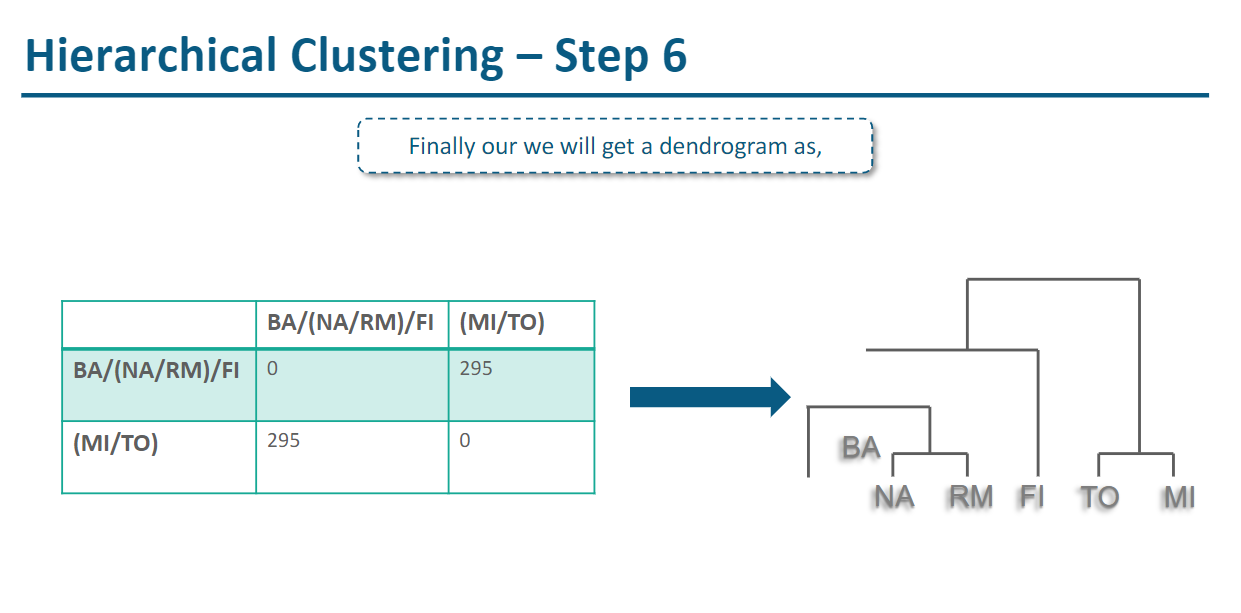 Hierarchical Clustering – Step 6
Finally our we will get a dendrogram as,
BA/(NA/RM)/FI (MI/TO)
BA/(NA/RM)/FI 0 295
(MI/TO) 295 0
BA
NA RM FI TO MI